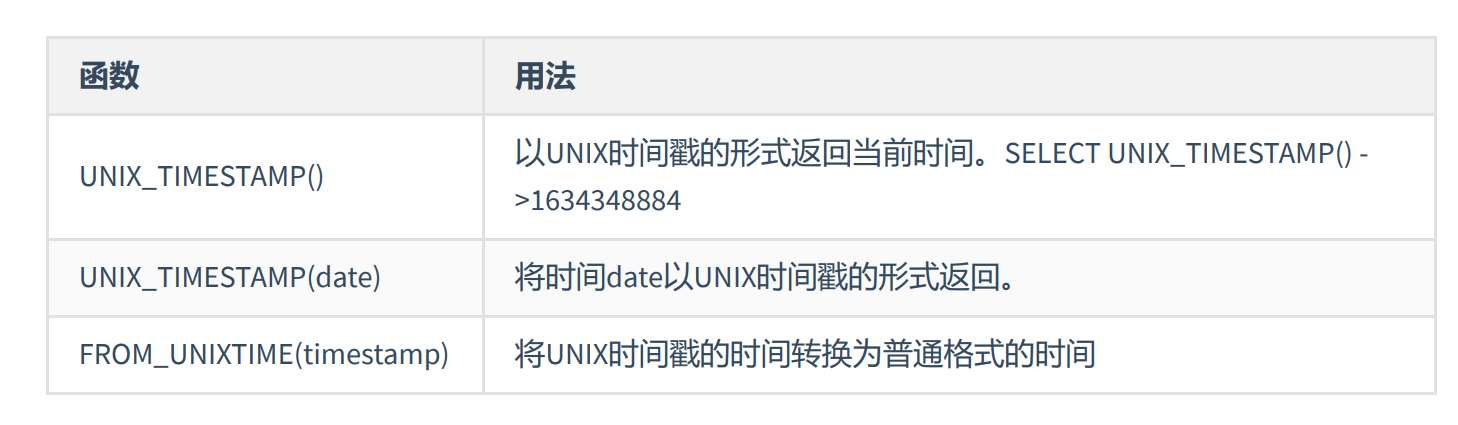 函数 用法
UNIX_TIMESTAMP() 以UNIX时间戳的形式返回当前时间。SELECT UNIX_TIMESTAMP() -
>1634348884
UNIX_TIMESTAMP(date) 将时间date以UNIX时间戳的形式返回。
FROM_UNIXTIME(timestamp) 将UNIX时间戳的时间转换为普通格式的时间